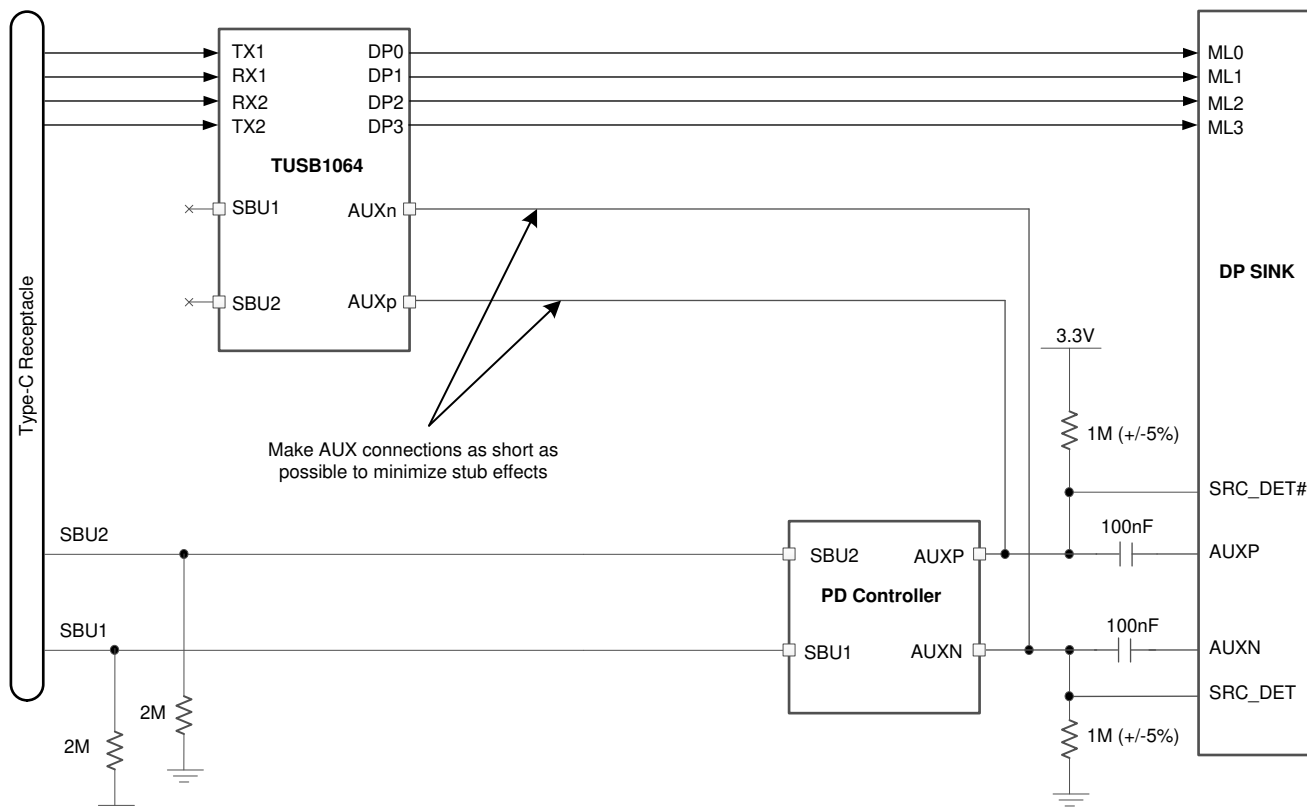 Type-C Receptacle
TX1
RX1
RX2
TX2
DP0
DP1
DP2
DP3
TUSB1064
SBU1
AUXn
SBU2
AUXp
ML0
ML1
ML2
ML3
DP SINK
Make AUX connections as short as
possible to minimize stub effects
3.3V
1M (+/-5%)
SRC_DET#
100nF
AUXP
100nF
AUXN
SRC_DET
1M (+/-5%)
SBU2
SBU1
2M
2M
SBU2
AUXP
PD Controller
SBU1
AUXN